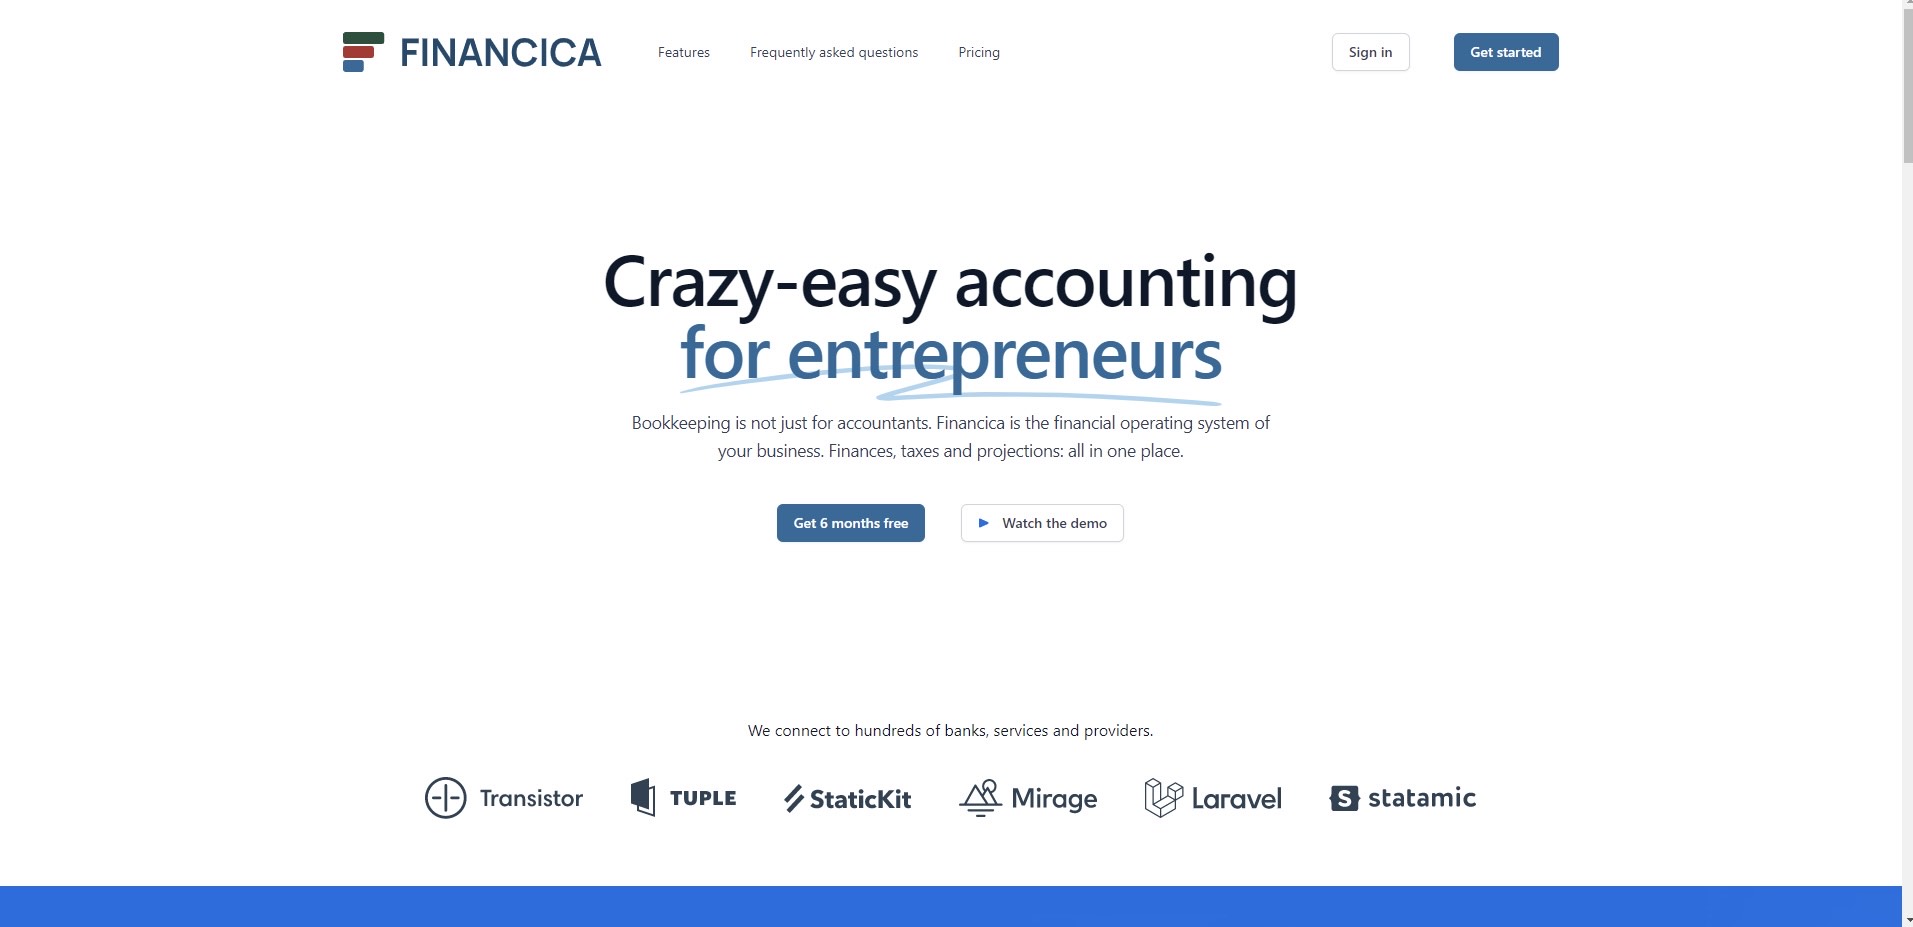 FINANCICA
Features
Frequently asked questions
Pricing
Sign in
Get started
Crazy-easy accounting
for entrepreneurs
Bookkeeping is not just for accountants. Financica is the financial operating system of
your business. Finances, taxes and projections: all in one place.
Get 6 months free
Watch the demo
We connect to hundreds of banks, services and providers.
Transistor
TUPLE
StaticKit
Mirage
Laravel
S statamic